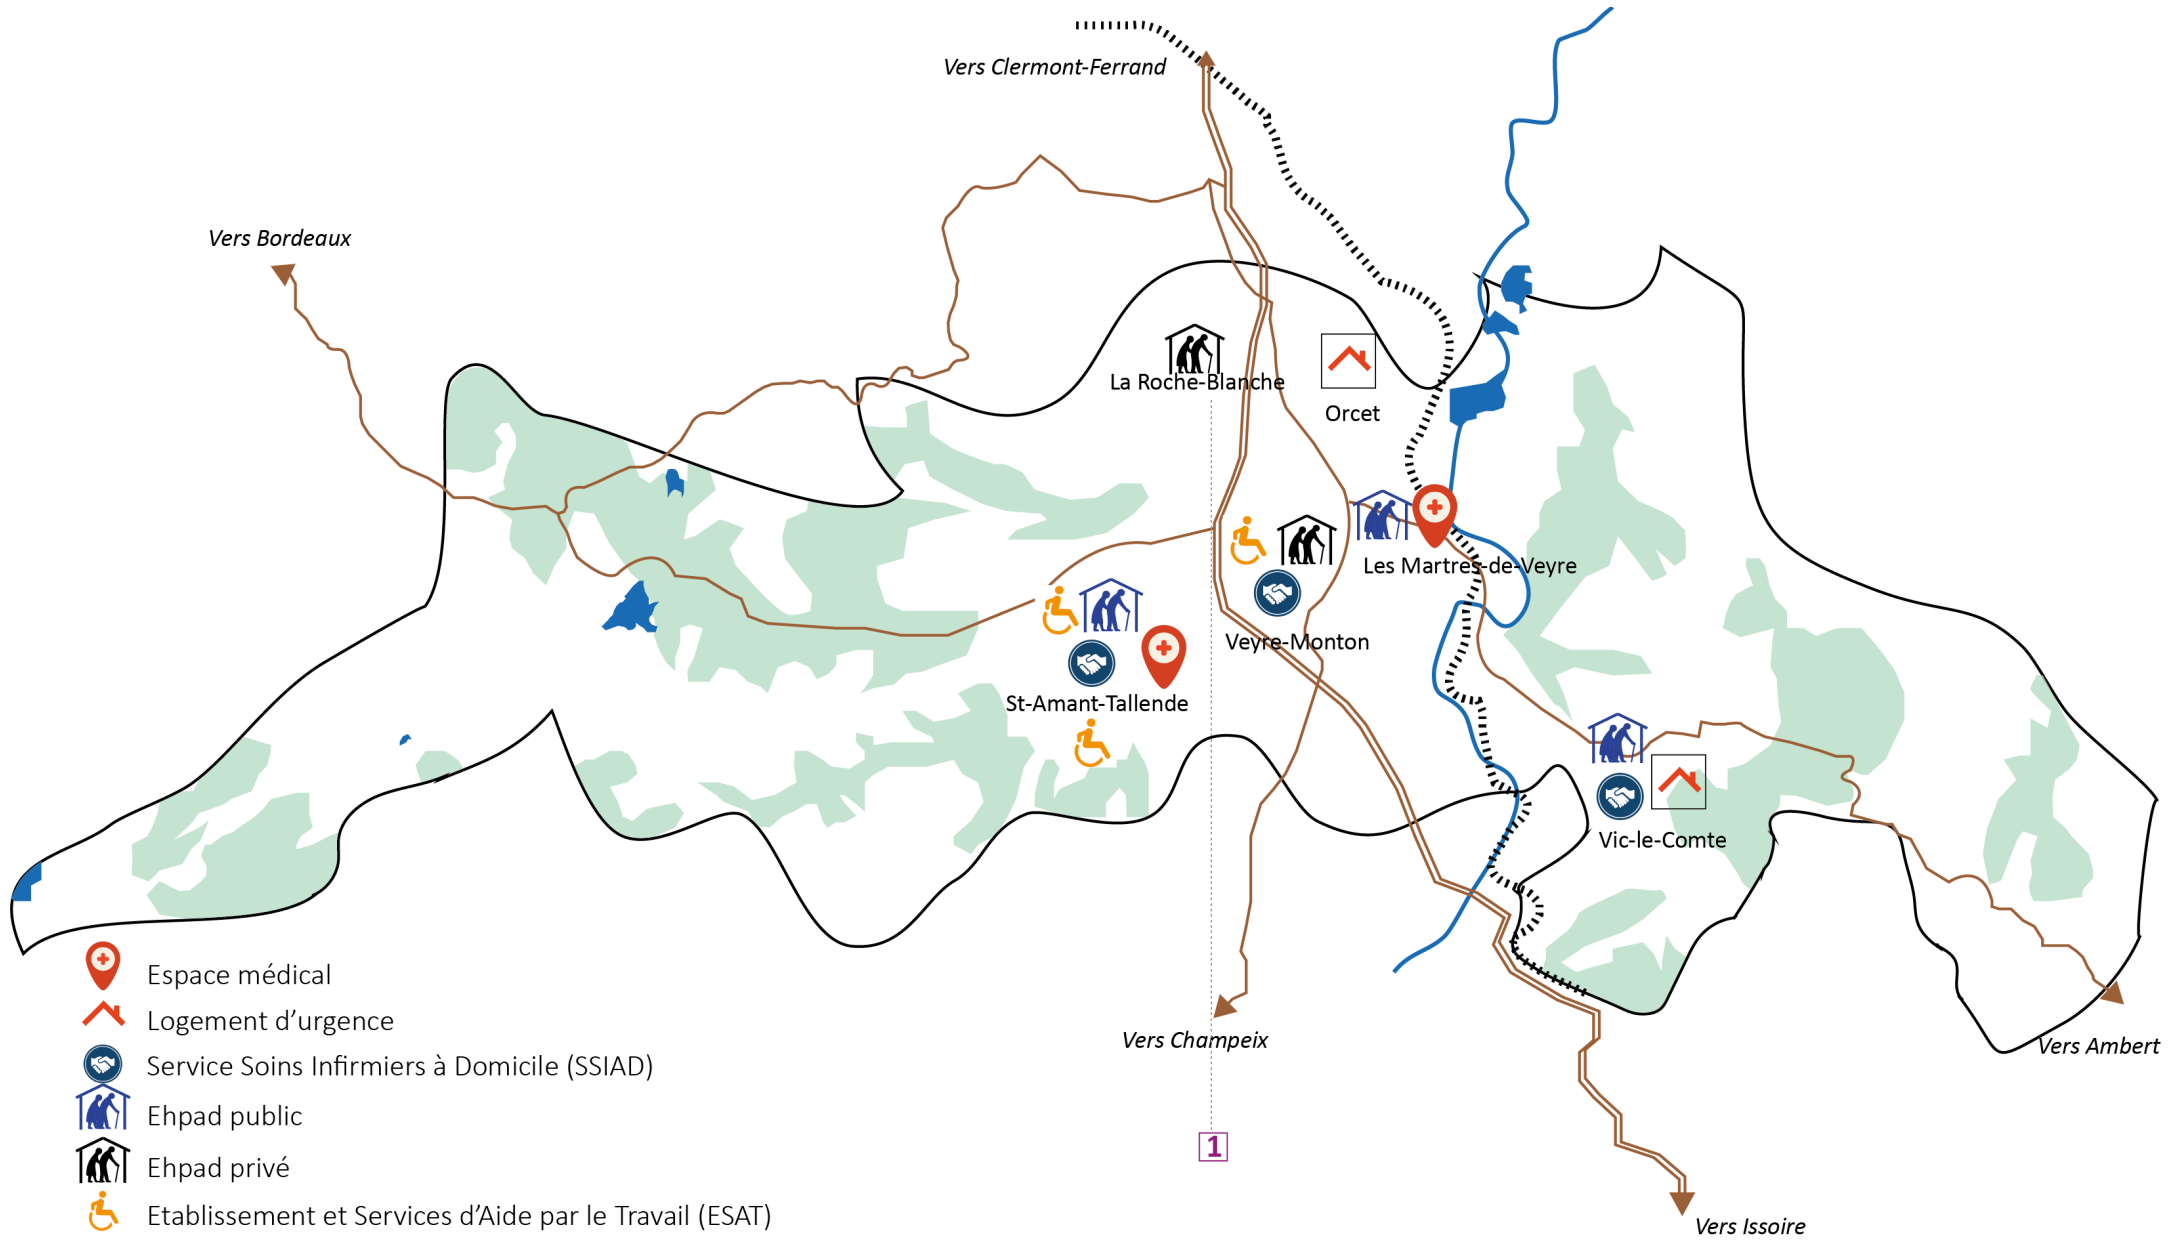 Vers Clermont-Ferrand
Vers Bordeaux
La Roche-Blanche
Orcet
Les Martres-de-Veyre
Veyre-Monton
St-Amant-Tallende
Vic-le-Comte
Espace médical
Logement d’urgence
Service Soins Infirmiers à Domicile (SSIAD)
Ehpad public
Ehpad privé
Etablissement et Services d’Aide par le Travail (ESAT)
Vers Champeix
Vers Ambert
1
Vers Issoire